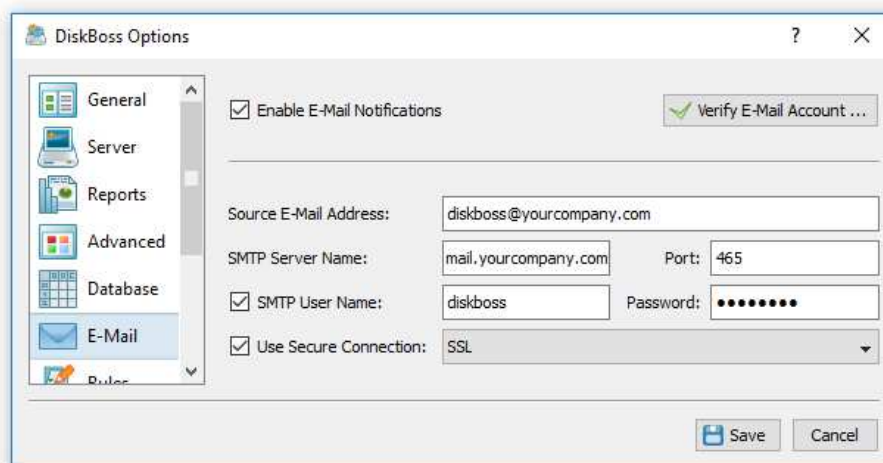 DiskBoss Options
General
Server
Reports
Advanced
Database
E-Mail
Rules
Enable E-Mail Notifications
Verify E-Mail Account ...
Source E-Mail Address: diskboss@yourcompany.com
SMTP Server Name: mail.yourcompany.com Port: 465
SMTP User Name: diskboss Password: ●●●●●●●●
Use Secure Connection: SSL
Save Cancel